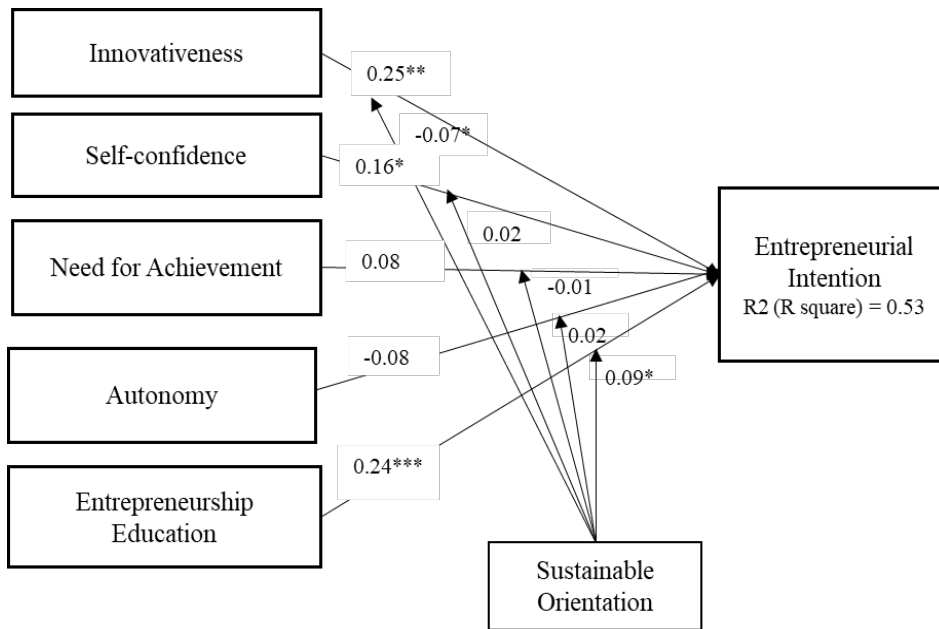 Innovativeness
0.25**
-0.07*
Self-confidence
0.16*
0.02
Need for Achievement
0.08
-0.01
Entrepreneurial
Intention
R2 (R square) = 0.53
Autonomy
-0.08
0.02
0.09*
Entrepreneurship
Education
0.24***
Sustainable
Orientation